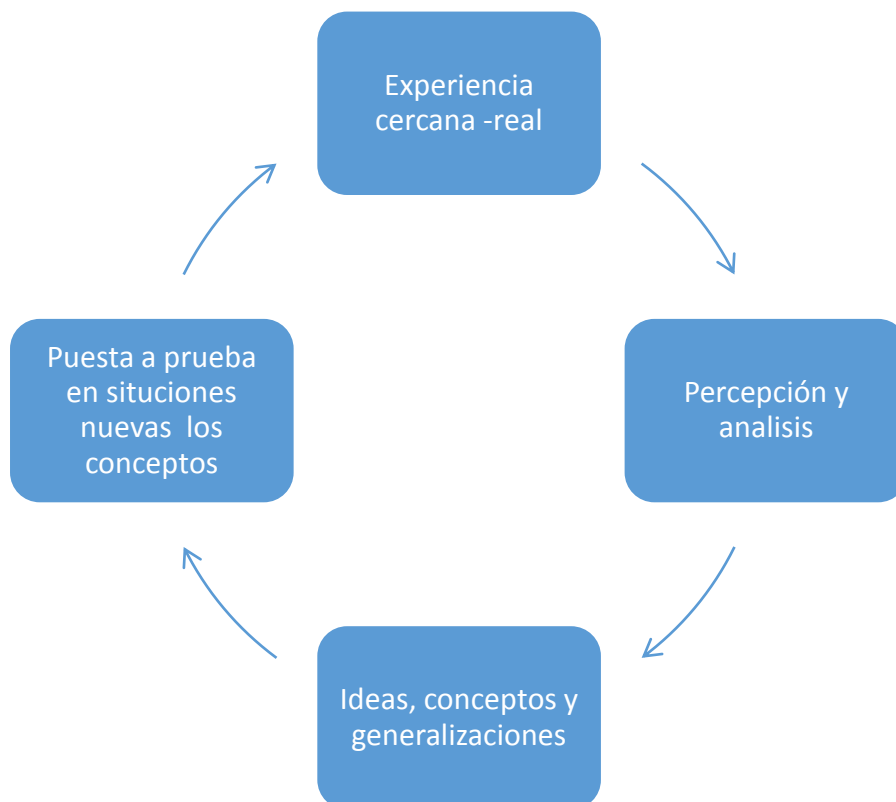 Experiencia
cercana -real
Percepción y
analisis
Ideas, conceptos y
generalizaciones
Puesta a prueba
en situciones
nuevas  los
conceptos